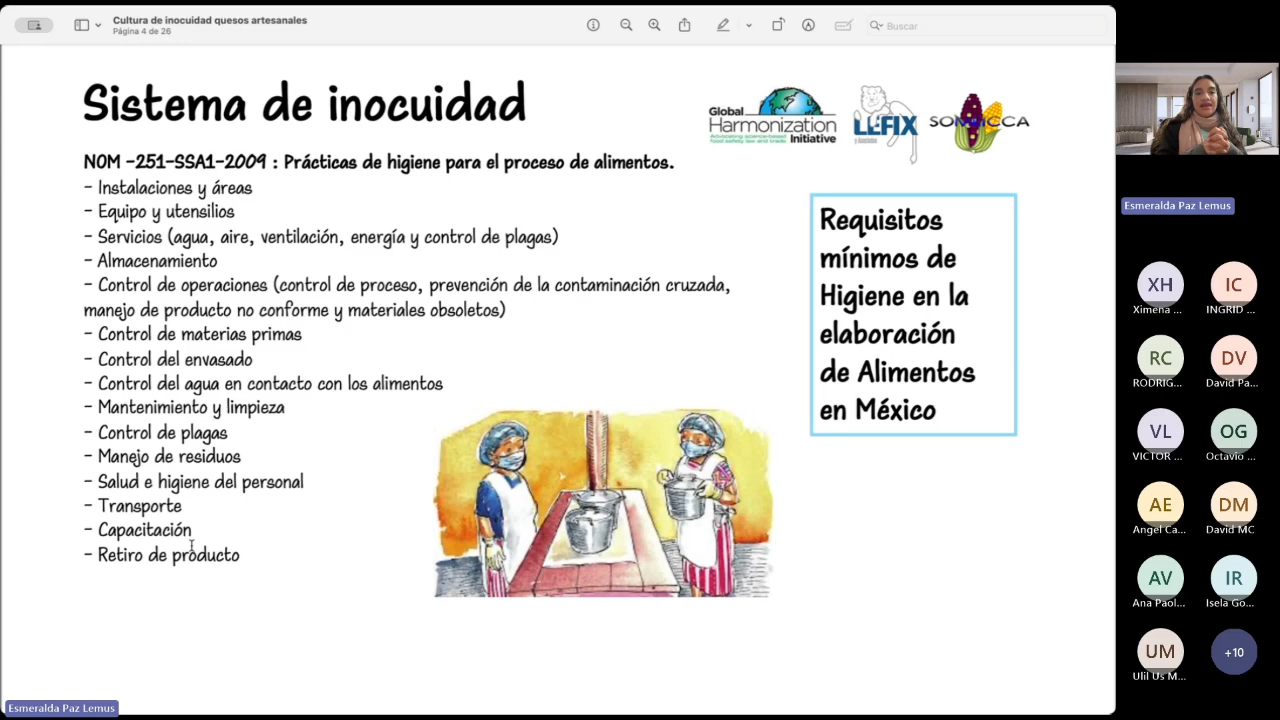 Cultura de inocuidad quesos artesanales
Página 4 de 26
Buscar
Sistema de inocuidad
Global
Harmonization
Initiative
LEFIX
y Asociados
SOMEICCA
NOM -251-SSA1-2009 : Prácticas de higiene para el proceso de alimentos.
- Instalaciones y áreas
- Equipo y utensilios
- Servicios (agua, aire, ventilación, energía y control de plagas)
- Almacenamiento
- Control de operaciones (control de proceso, prevención de la contaminación cruzada,
manejo de producto no conforme y materiales obsoletos)
- Control de materias primas
- Control del envasado
- Control del agua en contacto con los alimentos
- Mantenimiento y limpieza
- Control de plagas
- Manejo de residuos
- Salud e higiene del personal
- Transporte
- Capacitación
- Retiro de producto
Requisitos
mínimos de
Higiene en la
elaboración
de Alimentos
en México
Esmeralda Paz Lemus
Esmeralda Paz Lemus
XH
IC
Ximena ...
INGRID ...
RC
DV
RODRIG...
David Pa...
VL
OG
VICTOR ...
Octavio ...
AE
DM
Angel Ca...
David MC
AV
IR
Ana Paol...
Isela Go...
UM
+10
Ulil Us M...